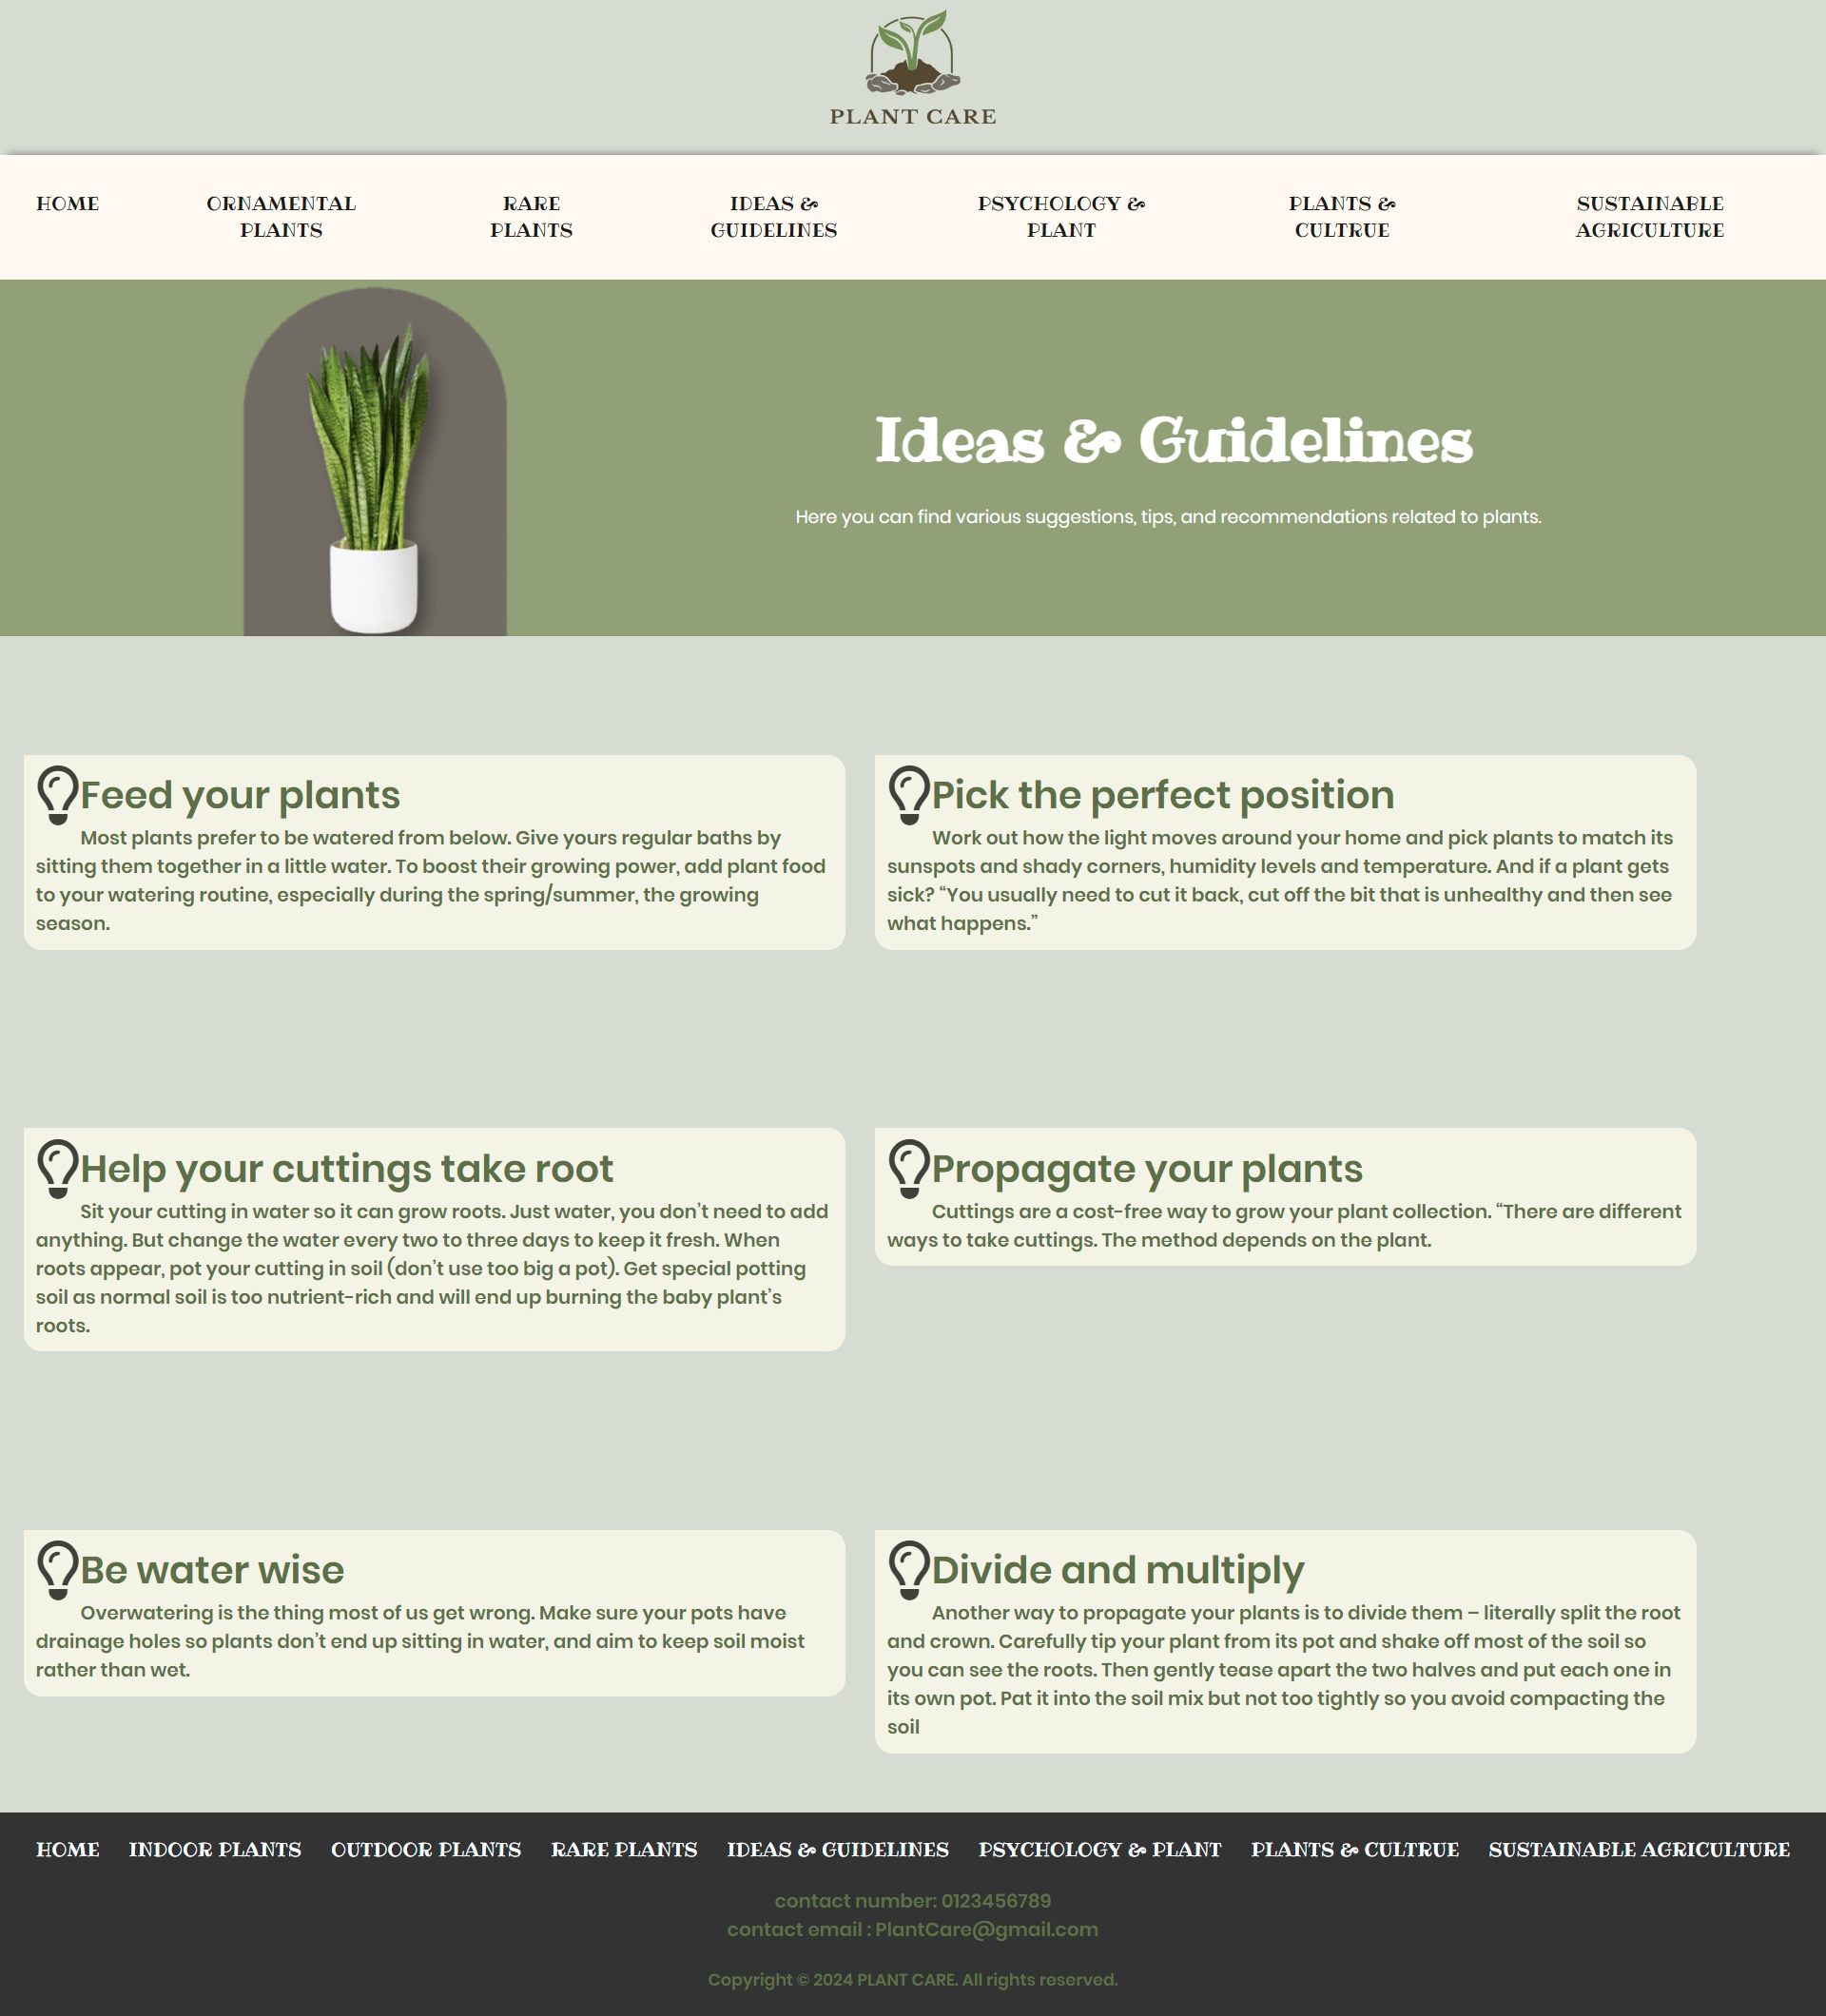 PLANT CARE
HOME
ORNAMENTAL
PLANTS
RARE
PLANTS
IDEAS &
GUIDELINES
PSYCHOLOGY &
PLANT
PLANTS &
CULTRUE
SUSTAINABLE
AGRICULTURE
Ideas & Guidelines
Here you can find various suggestions, tips, and recommendations related to plants.
Feed your plants
Most plants prefer to be watered from below. Give yours regular baths by
sitting them together in a little water. To boost their growing power, add plant food
to your watering routine, especially during the spring/summer, the growing
season.
Pick the perfect position
Work out how the light moves around your home and pick plants to match its
sunspots and shady corners, humidity levels and temperature. And if a plant gets
sick? “You usually need to cut it back, cut off the bit that is unhealthy and then see
what happens.”
Help your cuttings take root
Sit your cutting in water so it can grow roots. Just water, you don’t need to add
anything. But change the water every two to three days to keep it fresh. When
roots appear, pot your cutting in soil (don’t use too big a pot). Get special potting
soil as normal soil is too nutrient-rich and will end up burning the baby plant’s
roots.
Propagate your plants
Cuttings are a cost-free way to grow your plant collection. “There are different
ways to take cuttings. The method depends on the plant.
Be water wise
Overwatering is the thing most of us get wrong. Make sure your pots have
drainage holes so plants don’t end up sitting in water, and aim to keep soil moist
rather than wet.
Divide and multiply
Another way to propagate your plants is to divide them – literally split the root
and crown. Carefully tip your plant from its pot and shake off most of the soil so
you can see the roots. Then gently tease apart the two halves and put each one in
its own pot. Pat it into the soil mix but not too tightly so you avoid compacting the
soil
HOME INDOOR PLANTS OUTDOOR PLANTS RARE PLANTS IDEAS & GUIDELINES PSYCHOLOGY & PLANT PLANTS & CULTRUE SUSTAINABLE AGRICULTURE
contact number: 0123456789
contact email : PlantCare@gmail.com
Copyright © 2024 PLANT CARE. All rights reserved.